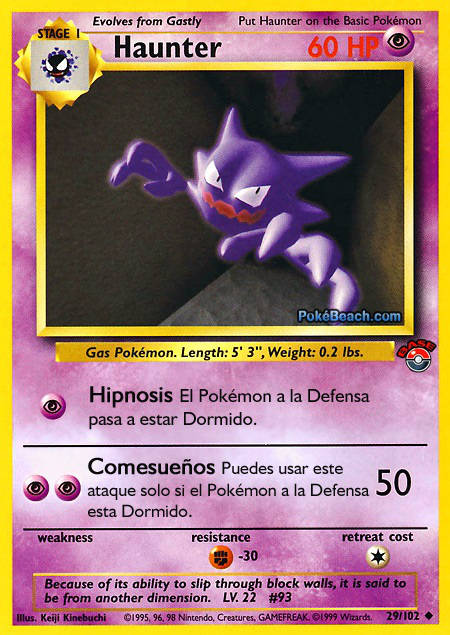 Evolves from Gastly
Put Haunter on the Basic Pokémon
STAGE 1
Haunter
60 HP
PokéBeach.com
Gas Pokémon. Length: 5' 3", Weight: 0.2 lbs.
BASE
Hipnosis El Pokémon a la Defensa
pasa a estar Dormido.
Comesueños Puedes usar este
ataque solo si el Pokémon a la Defensa
esta Dormido.
50
weakness
resistance
retreat cost
-30
Because of its ability to slip through block walls, it is said to
be from another dimension. LV. 22 #93
Illus. Keiji Kinebuchi
©1995, 96, 98 Nintendo, Creatures, GAMEFREAK. ©1999 Wizards.
29/102 ◆